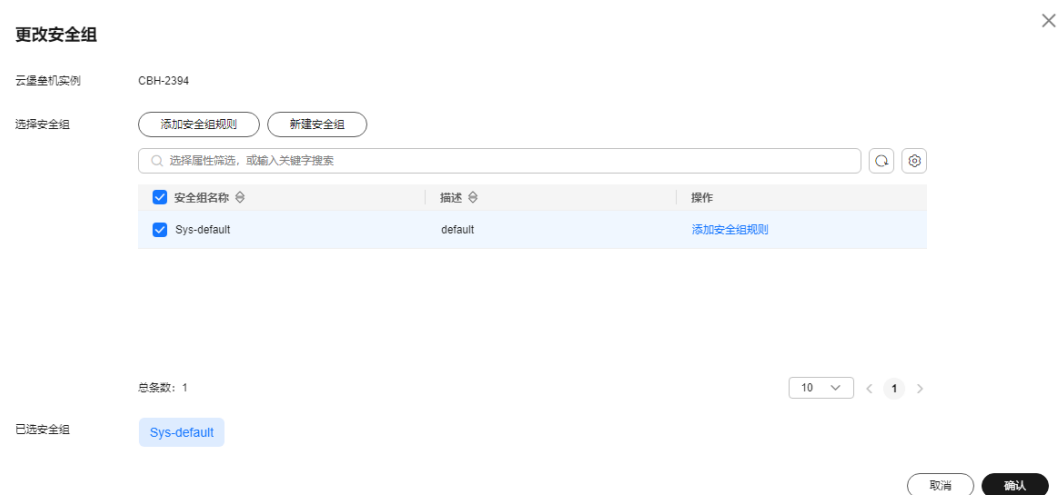 更改安全组
云堡垒机实例 CBH-2394
选择安全组 添加安全组规则 新建安全组
选择属性筛选，或输入关键字搜索
安全组名称 描述 操作
Sys-default default 添加安全组规则
总条数：1 10 1
已选安全组 Sys-default
取消 确认